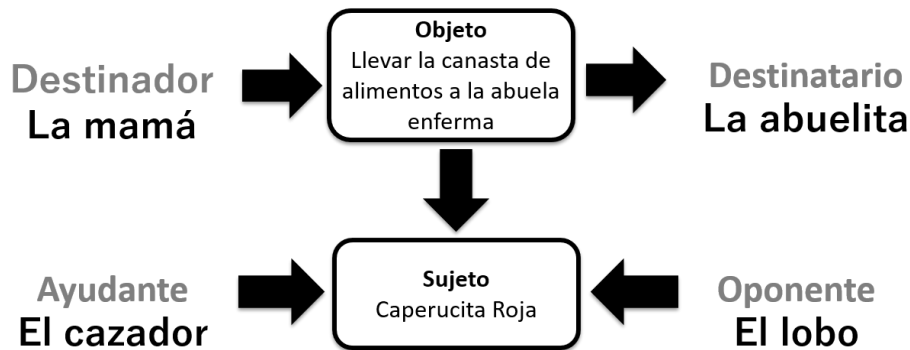 Destinador
La mamá
Objeto
Llevar la canasta de
alimentos a la abuela
enferma
Destinatario
La abuelita
Ayudante
El cazador
Sujeto
Caperucita Roja
Oponente
El lobo